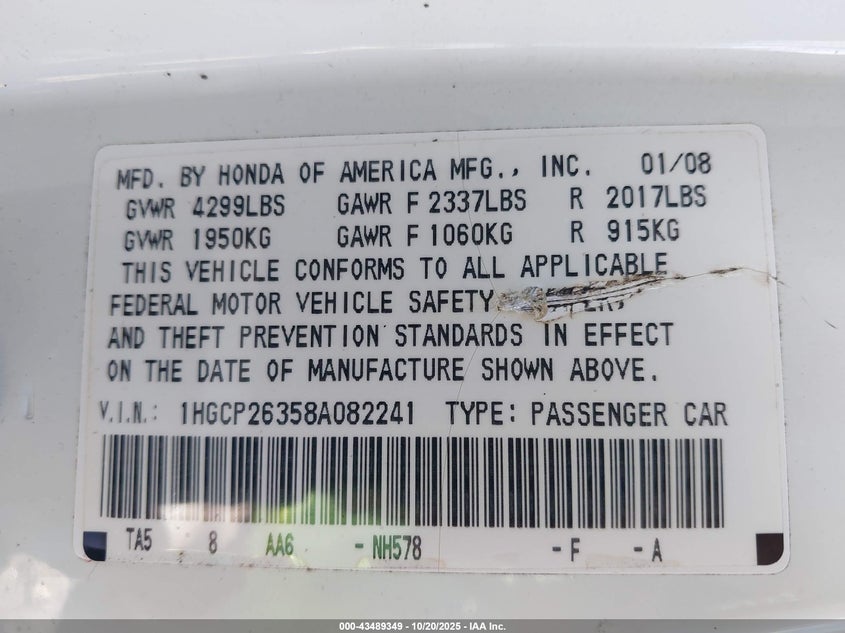 MFD. BY HONDA OF AMERICA MFG., INC. 01/08
GVWR 4299LBS GAWR F 2337LBS R 2017LBS
GVWR 1950KG GAWR F 1060KG R 915KG
THIS VEHICLE CONFORMS TO ALL APPLICABLE
FEDERAL MOTOR VEHICLE SAFETY
AND THEFT PREVENTION STANDARDS IN EFFECT
ON THE DATE OF MANUFACTURE SHOWN ABOVE.
V.I.N.: 1HGCP26358A082241 TYPE: PASSENGER CAR
TA5 8 AA6 - NH578 - F - A
000-43489349 | 10/20/2025 — IAA Inc.